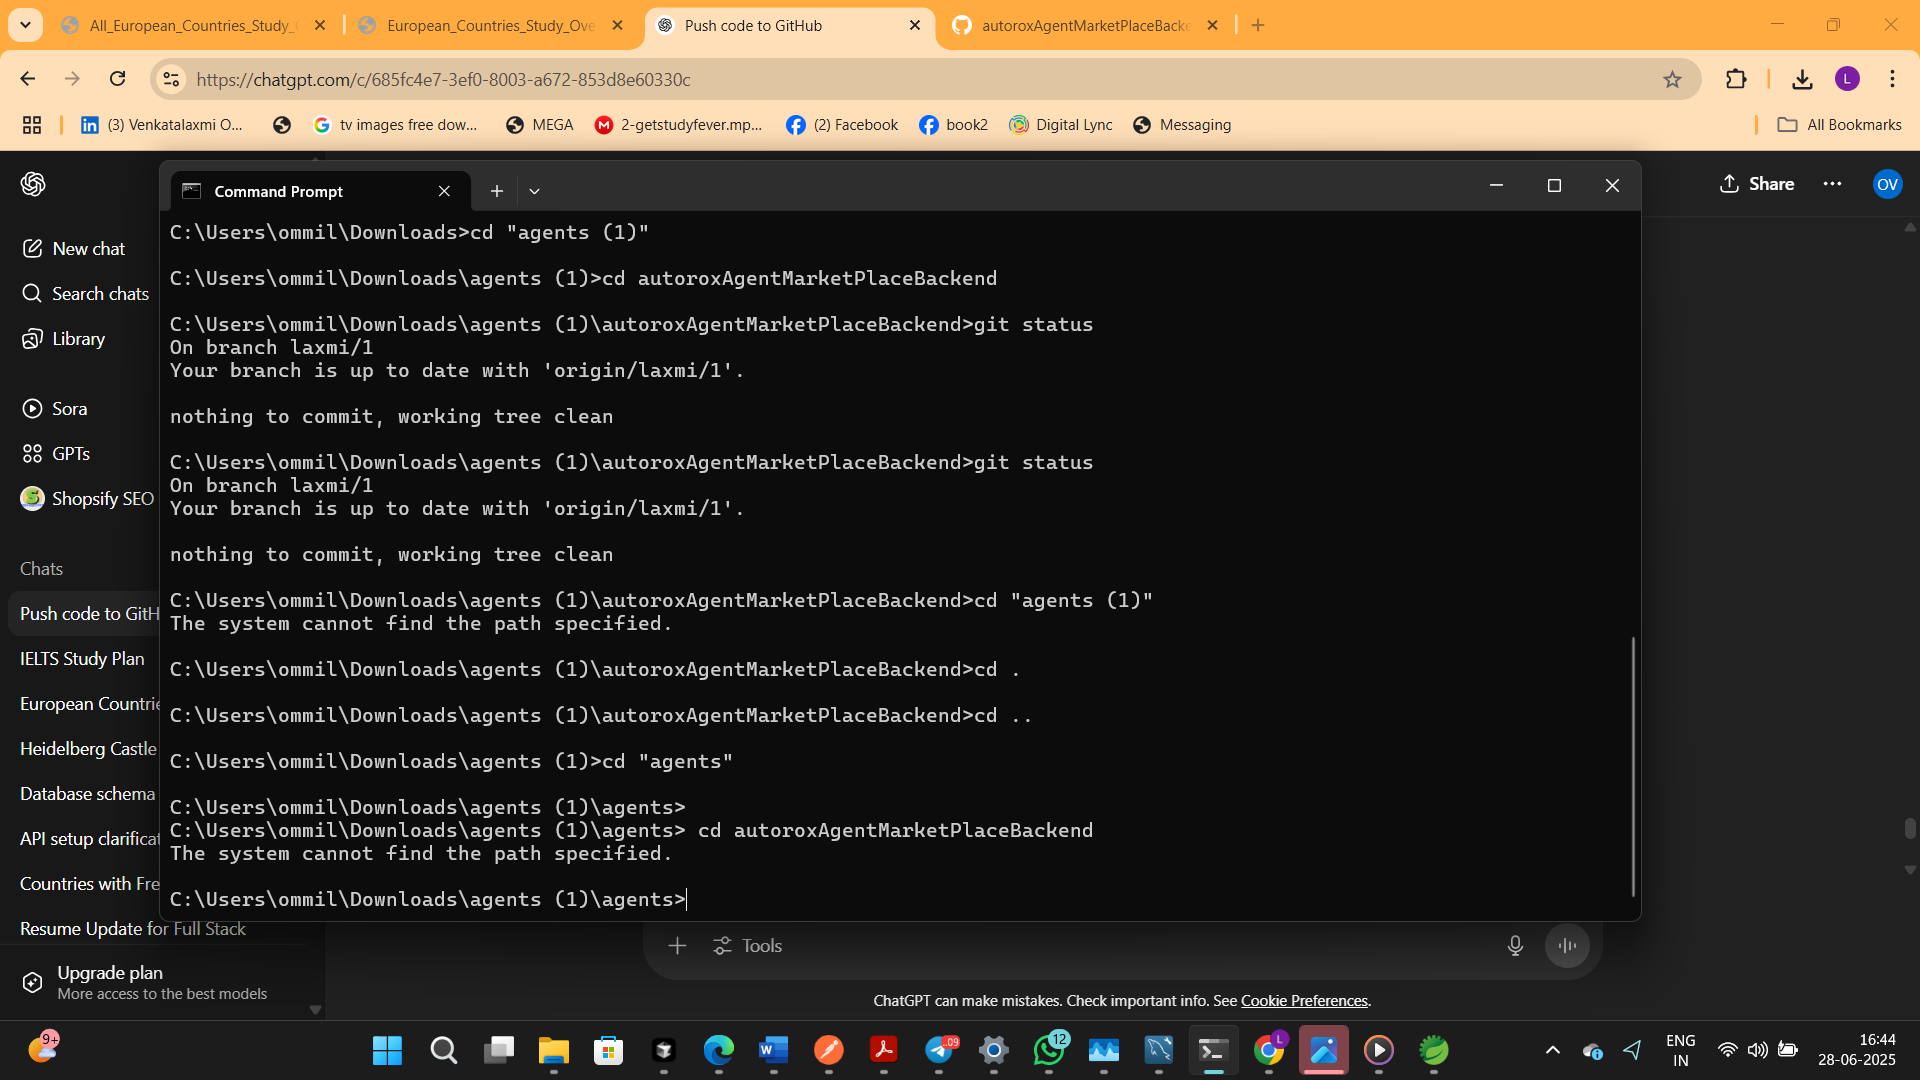 All_European_Countries_Study_
European_Countries_Study_Ove
Push code to GitHub
autoroxAgentMarketPlaceBacke
https://chatgpt.com/c/685fc4e7-3ef0-8003-a672-853d8e60330c
L
(3) Venkatalaxmi O...
tv images free dow...
MEGA
2-getstudyfever.mp...
(2) Facebook
book2
Digital Lync
Messaging
All Bookmarks
Command Prompt
Share
OV
New chat
Search chats
Library
Sora
GPTs
Shopsify SEO
Chats
Push code to GitH
IELTS Study Plan
European Countrie
Heidelberg Castle
Database schema
API setup clarificat
Countries with Fre
Resume Update for Full Stack
Upgrade plan
More access to the best models
C:\Users\ommil\Downloads>cd "agents (1)"
C:\Users\ommil\Downloads\agents (1)>cd autoroxAgentMarketPlaceBackend
C:\Users\ommil\Downloads\agents (1)\autoroxAgentMarketPlaceBackend>git status
On branch laxmi/1
Your branch is up to date with 'origin/laxmi/1'.
nothing to commit, working tree clean
C:\Users\ommil\Downloads\agents (1)\autoroxAgentMarketPlaceBackend>git status
On branch laxmi/1
Your branch is up to date with 'origin/laxmi/1'.
nothing to commit, working tree clean
C:\Users\ommil\Downloads\agents (1)\autoroxAgentMarketPlaceBackend>cd "agents (1)"
The system cannot find the path specified.
C:\Users\ommil\Downloads\agents (1)\autoroxAgentMarketPlaceBackend>cd .
C:\Users\ommil\Downloads\agents (1)\autoroxAgentMarketPlaceBackend>cd ..
C:\Users\ommil\Downloads\agents (1)>cd "agents"
C:\Users\ommil\Downloads\agents (1)\agents>
C:\Users\ommil\Downloads\agents (1)\agents> cd autoroxAgentMarketPlaceBackend
The system cannot find the path specified.
C:\Users\ommil\Downloads\agents (1)\agents>
Tools
ChatGPT can make mistakes. Check important info. See Cookie Preferences.
9+
.09
12
L
ENG
IN
16:44
28-06-2025